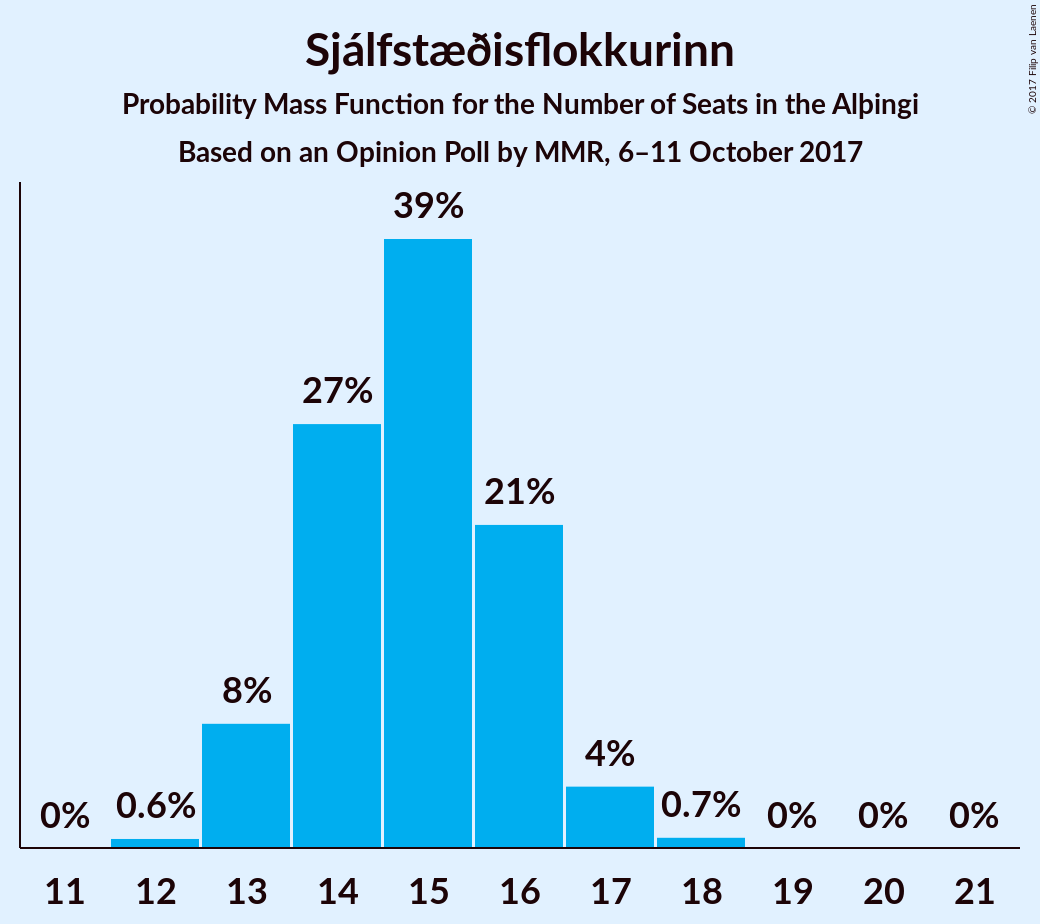 Sjálfstæðisflokkurinn
Probability Mass Function for the Number of Seats in the Alþingi
Based on an Opinion Poll by MMR, 6–11 October 2017
© 2017 Filip van Laenen
39%
27%
21%
8%
4%
0% 0.6% 0.7% 0% 0% 0%
11 12 13 14 15 16 17 18 19 20 21